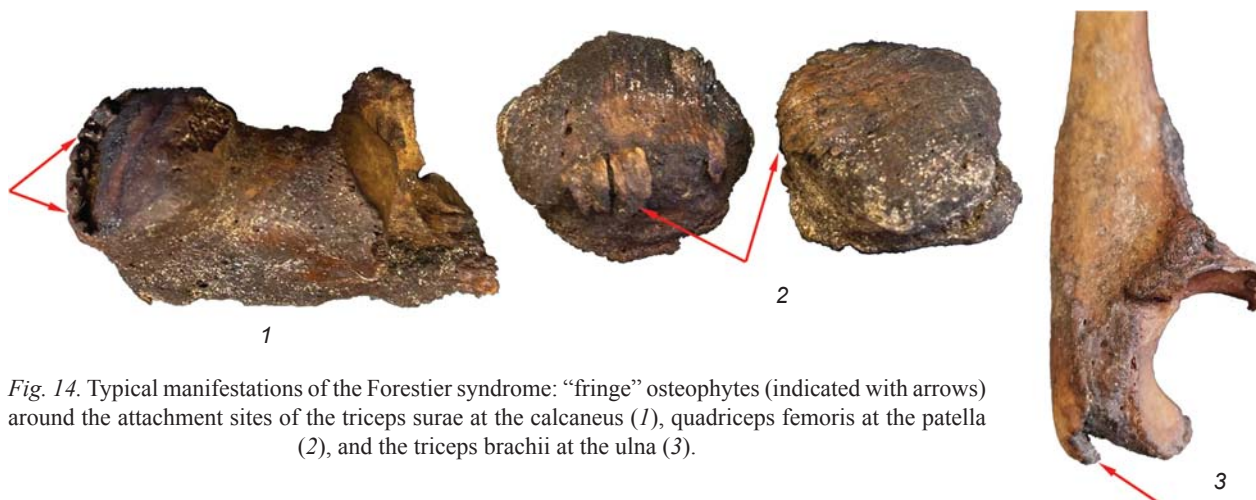 1
2
3
Fig. 14. Typical manifestations of the Forestier syndrome: “fringe” osteophytes (indicated with arrows)
around the attachment sites of the triceps surae at the calcaneus (1), quadriceps femoris at the patella
(2), and the triceps brachii at the ulna (3).